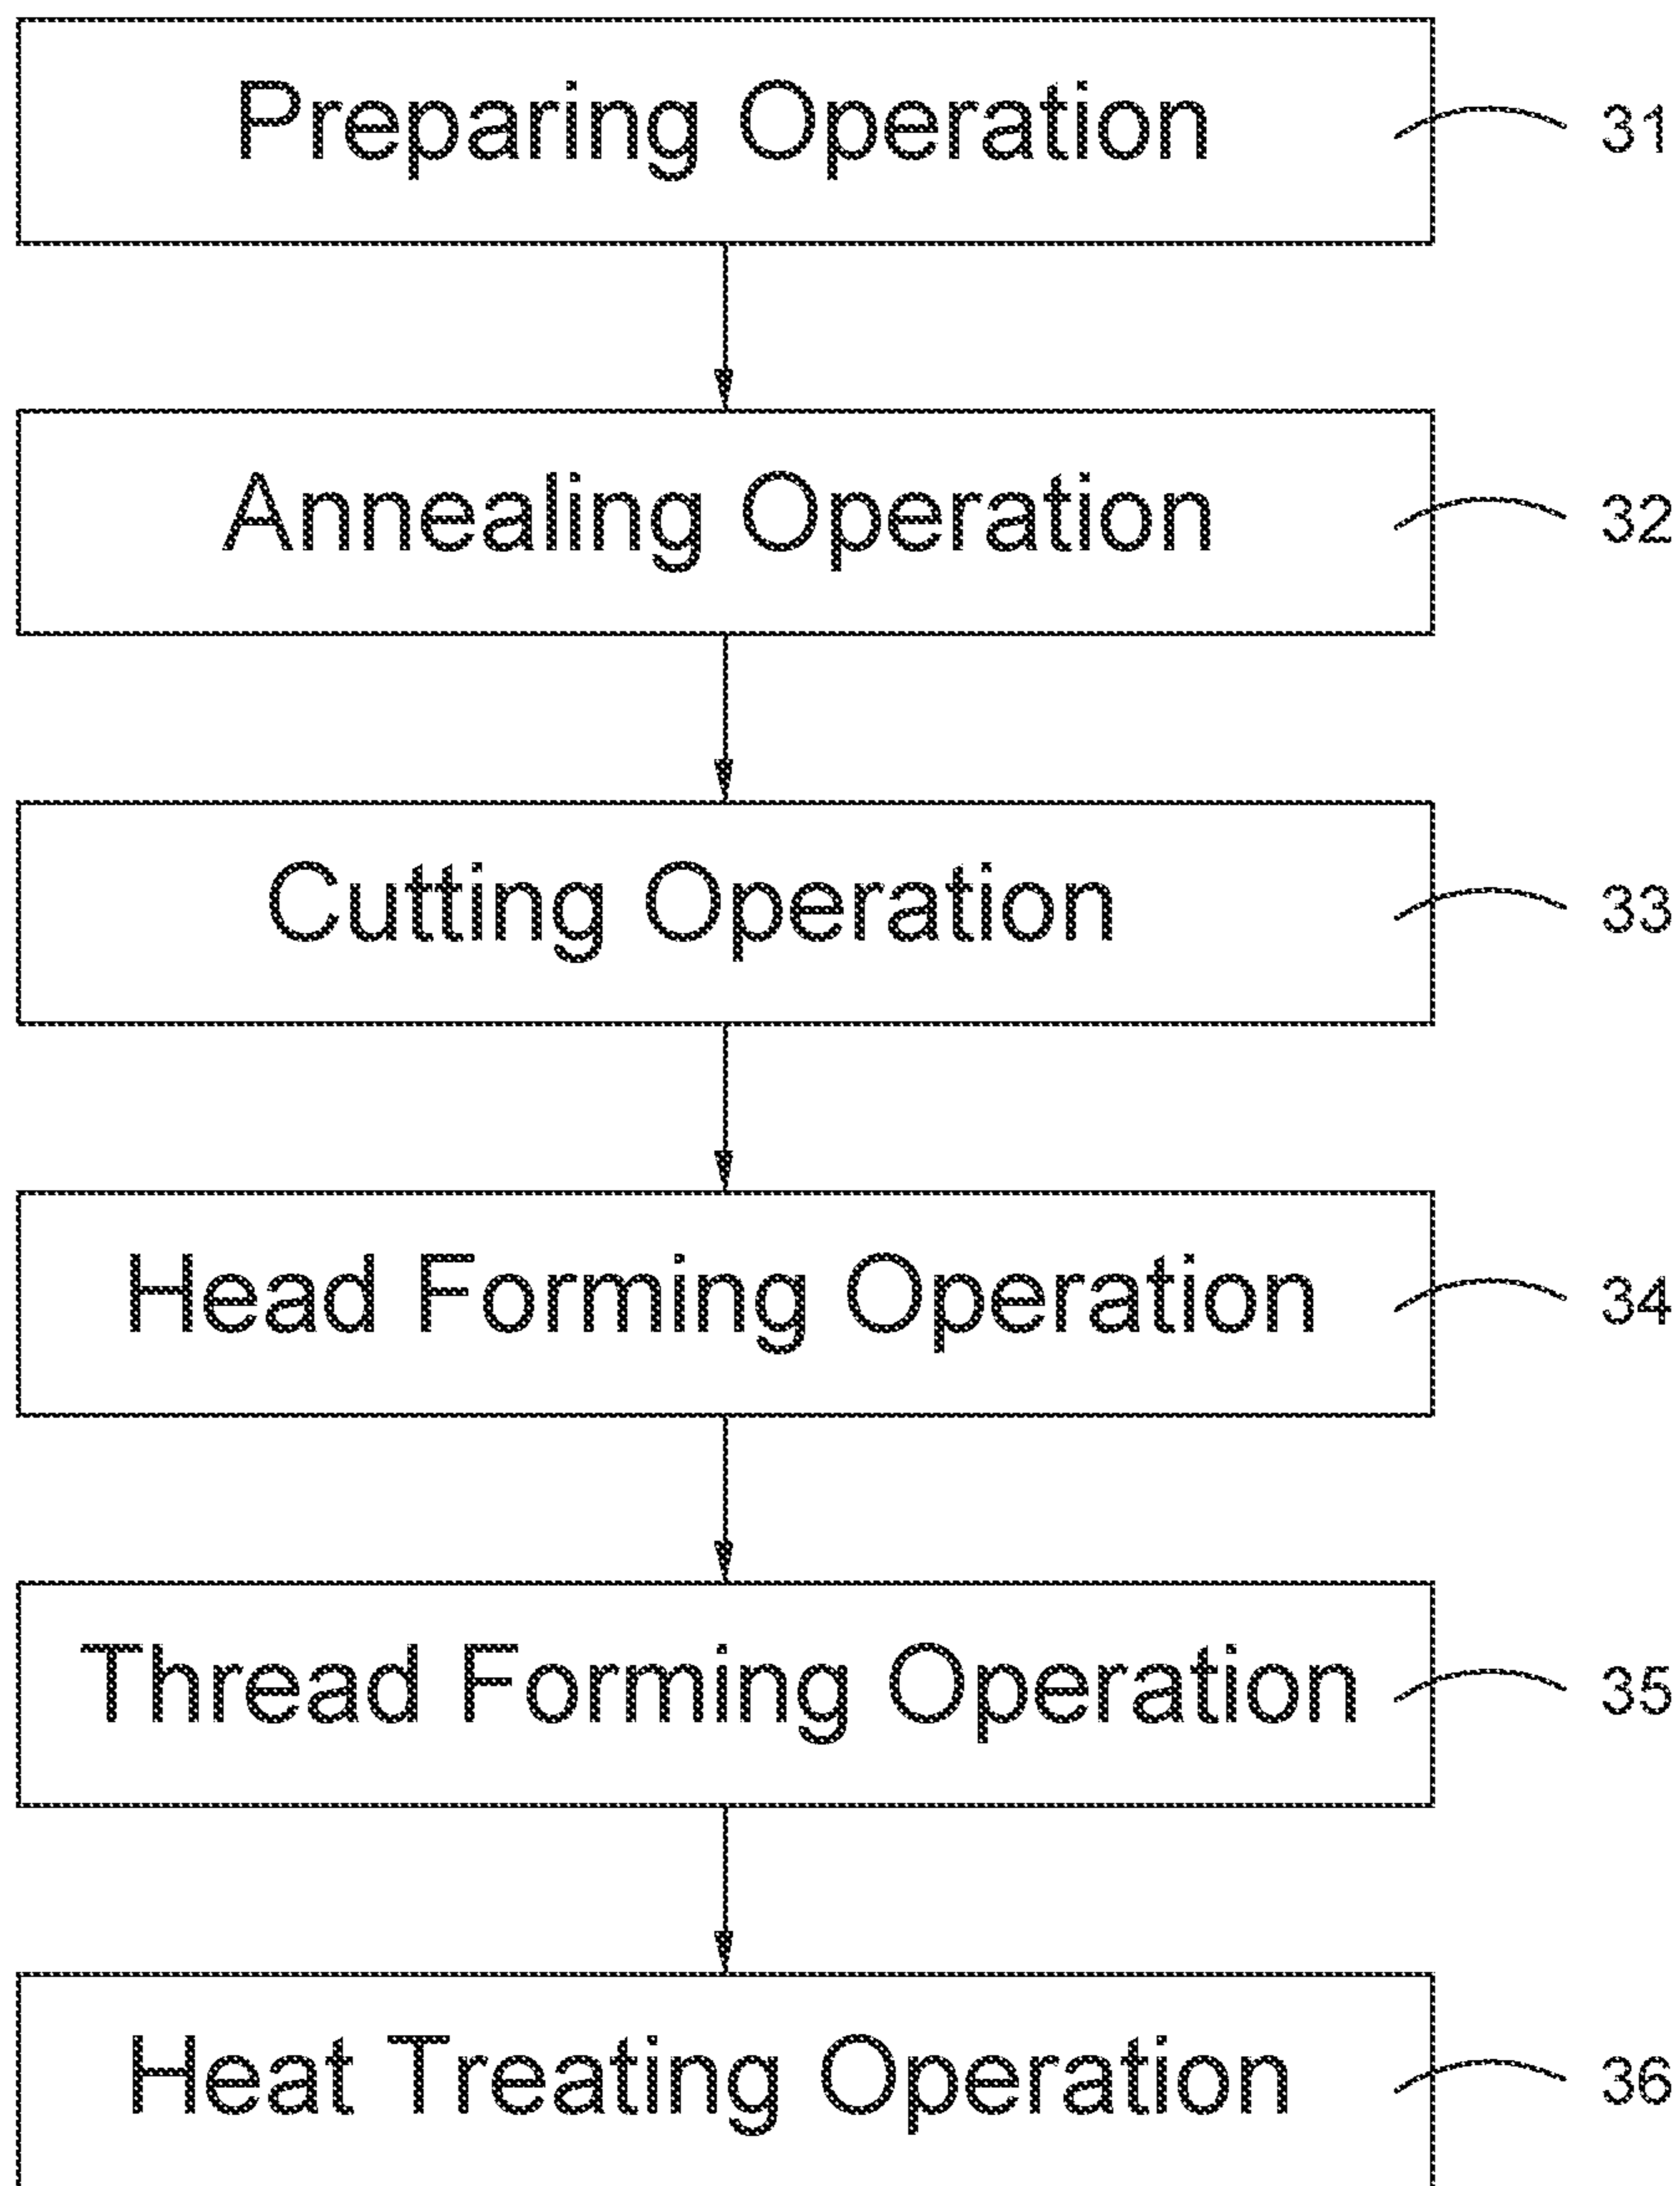 Preparing Operation 31
Annealing Operation 32
Cutting Operation 33
Head Forming Operation 34
Thread Forming Operation 35
Heat Treating Operation 36